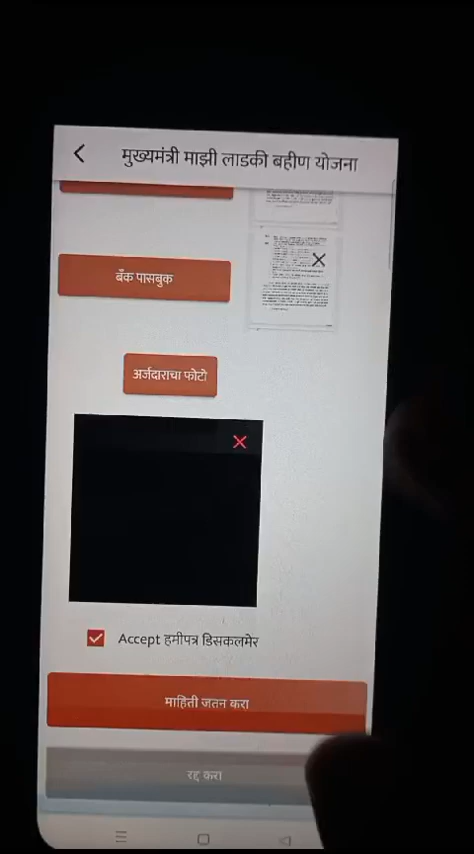 मुख्यमंत्री माझी लाडकी बहीण योजना
बँक पासबुक
अर्जदाराचा फोटो
Accept हमीपत्र डिसकलमेर
माहिती जतन करा
रद्द करा